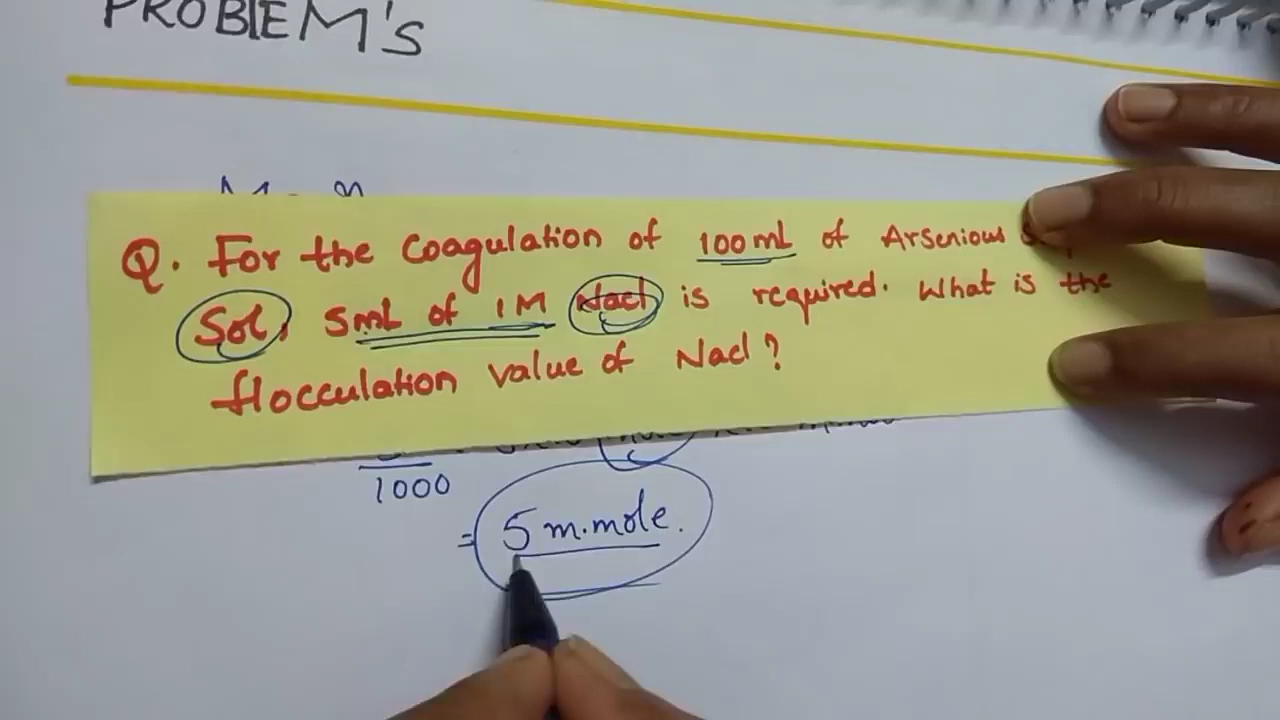 PROBLEM's
Q. For the Coagulation of 100 mL of Arsenious
Sol, 5mL of 1M Nacl is required. What is the
flocculation value of Nacl?
1000
= 5 m.mole.